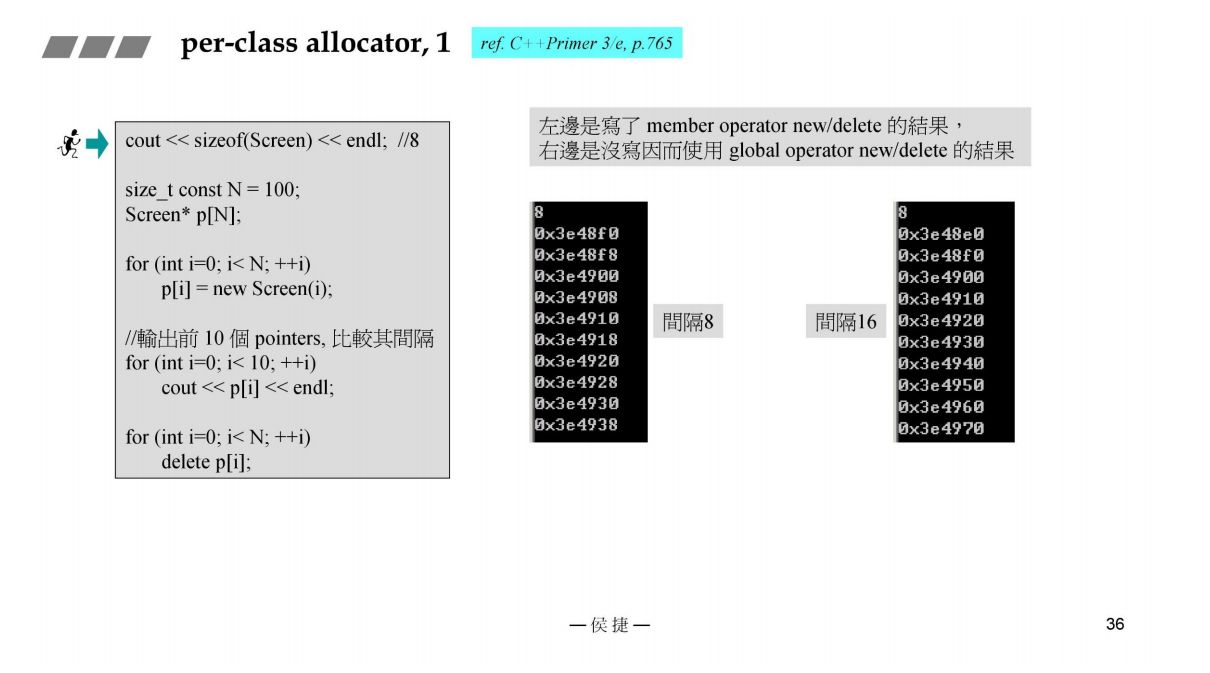 per-class allocator, 1
ref. C++Primer 3/e, p.765
cout << sizeof(Screen) << endl; //8
size_t const N = 100;
Screen* p[N];
for (int i=0; i< N; ++i)
p[i] = new Screen(i);
//輸出前 10 個 pointers, 比較其間隔
for (int i=0; i< 10; ++i)
cout << p[i] << endl;
for (int i=0; i< N; ++i)
delete p[i];
左邊是寫了 member operator new/delete 的結果，
右邊是沒寫因而使用 global operator new/delete 的結果
8
0x3e48f0
0x3e48f8
0x3e4900
0x3e4908
0x3e4910
0x3e4918
0x3e4920
0x3e4928
0x3e4930
0x3e4938
間隔8
間隔16
8
0x3e48e0
0x3e48f0
0x3e4900
0x3e4910
0x3e4920
0x3e4930
0x3e4940
0x3e4950
0x3e4960
0x3e4970
— 侯捷 —
36